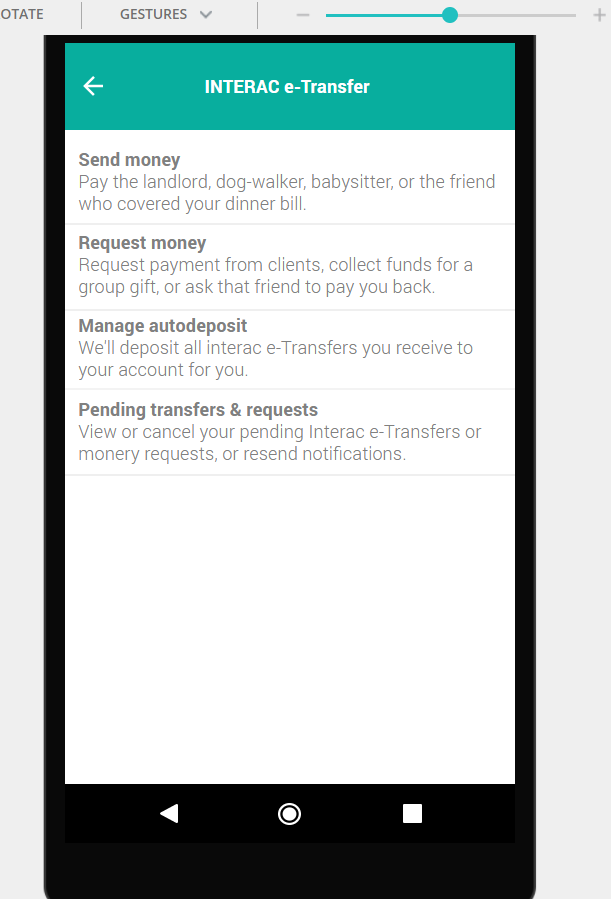 OTATE
GESTURES
INTERAC e-Transfer
Send money
Pay the landlord, dog-walker, babysitter, or the friend
who covered your dinner bill.
Request money
Request payment from clients, collect funds for a
group gift, or ask that friend to pay you back.
Manage autodeposit
We'll deposit all interac e-Transfers you receive to
your account for you.
Pending transfers & requests
View or cancel your pending Interac e-Transfers or
monery requests, or resend notifications.